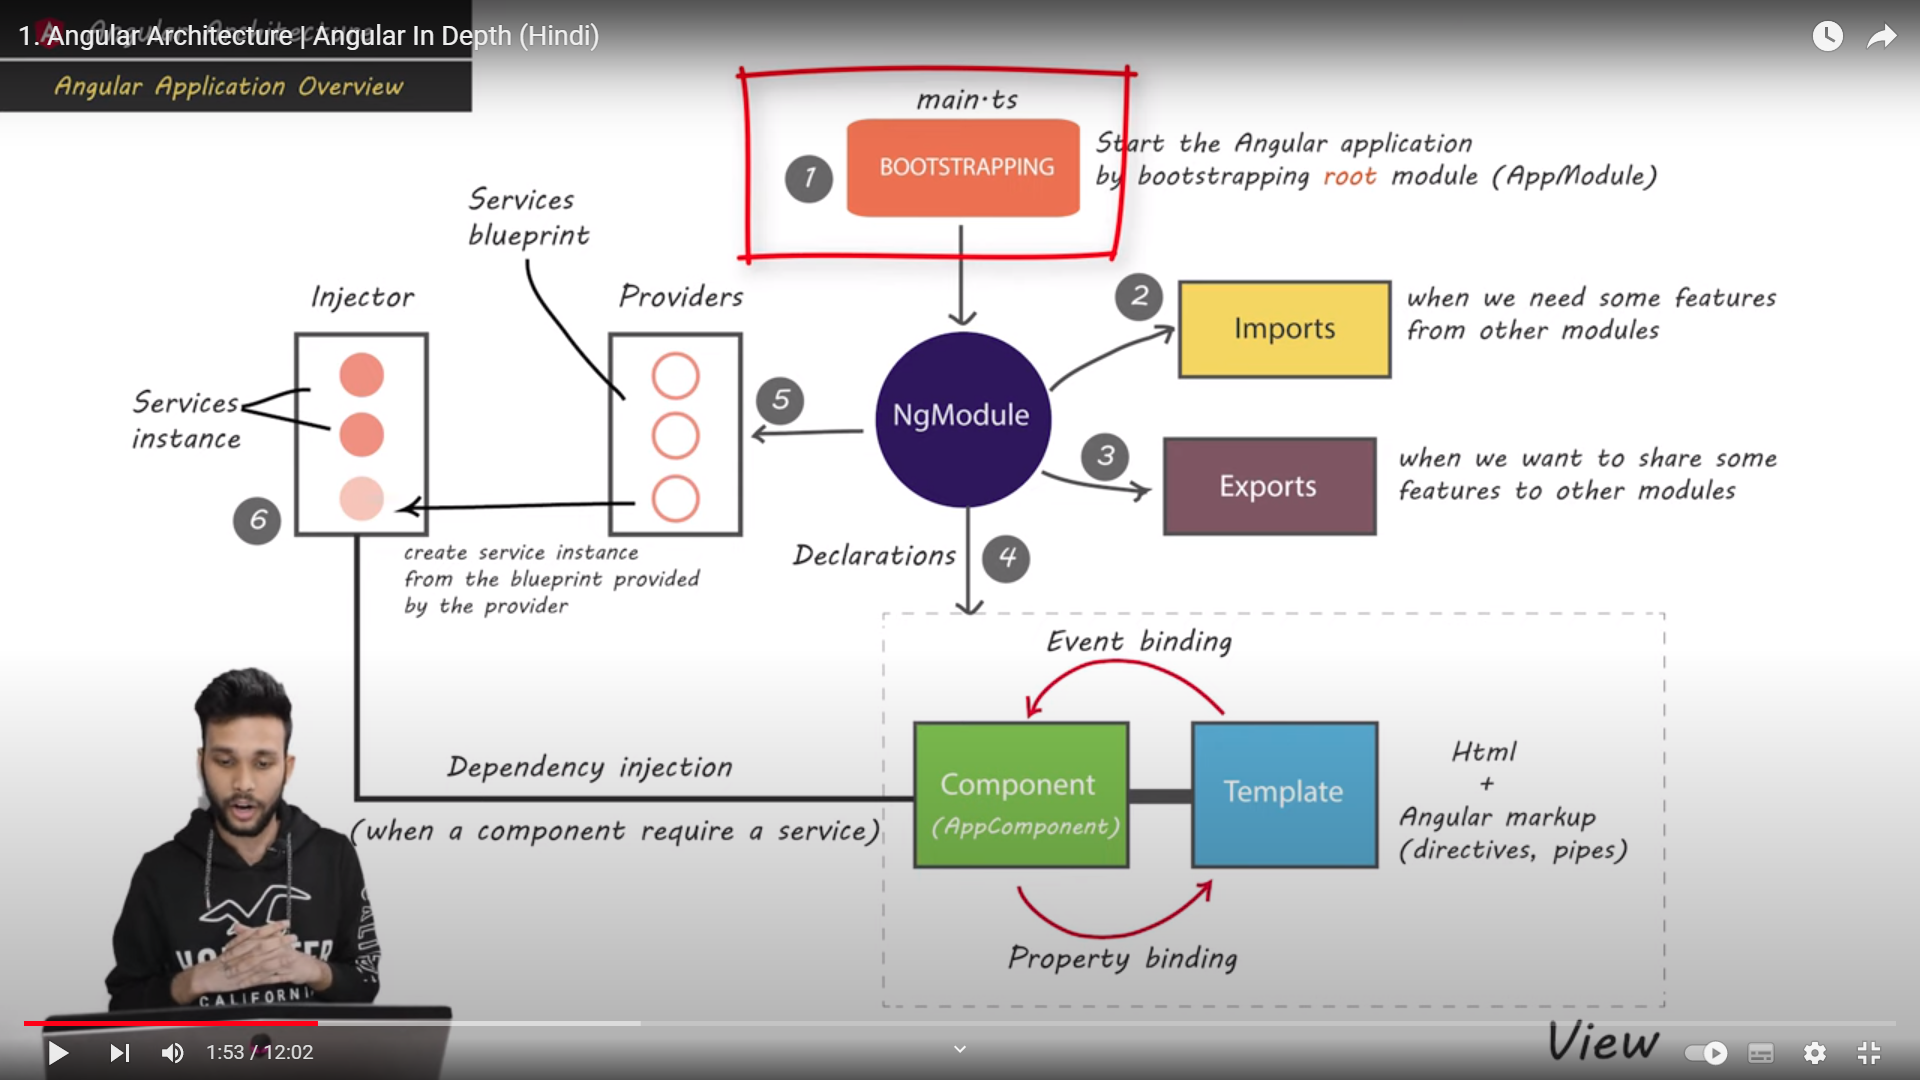 1. Angular Architecture | Angular In Depth (Hindi)
Angular Application Overview
main.ts
1
BOOTSTRAPPING
Start the Angular application
by bootstrapping root module (AppModule)
Services
blueprint
Injector
Providers
2
Imports
when we need some features
from other modules
Services
instance
5
NgModule
3
Exports
when we want to share some
features to other modules
6
create service instance
from the blueprint provided
by the provider
Declarations
4
Event binding
Dependency injection
(when a component require a service)
Component
(AppComponent)
Template
Html
+
Angular markup
(directives, pipes)
Property binding
CALIFORNI
View
1:53 / 12:02